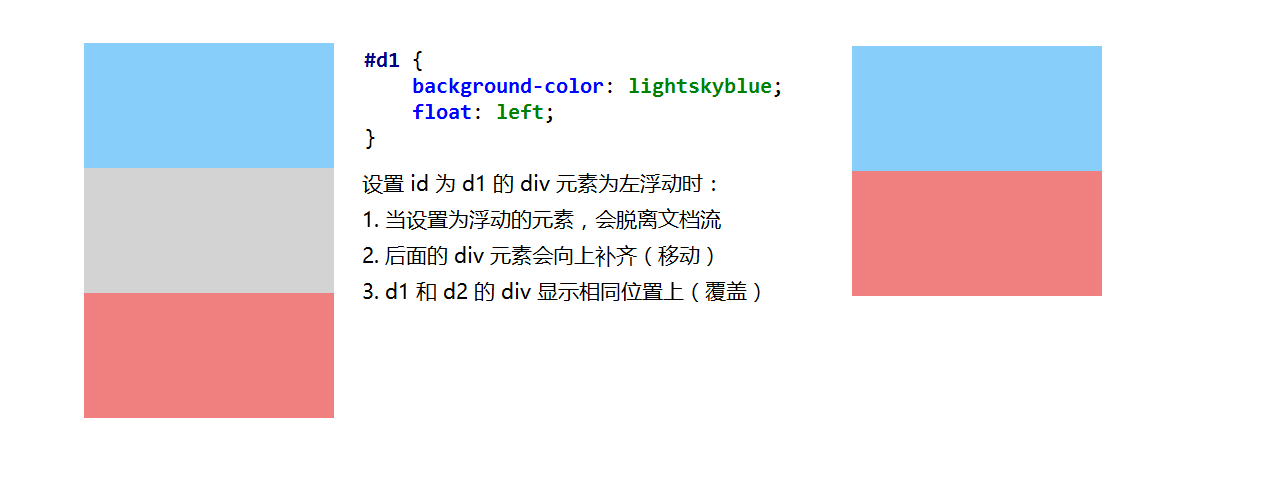 #d1 {
    background-color: lightskyblue;
    float: left;
}
设置 id 为 d1 的 div 元素为左浮动时：
1. 当设置为浮动的元素，会脱离文档流
2. 后面的 div 元素会向上补齐（移动）
3. d1 和 d2 的 div 显示相同位置上（覆盖）